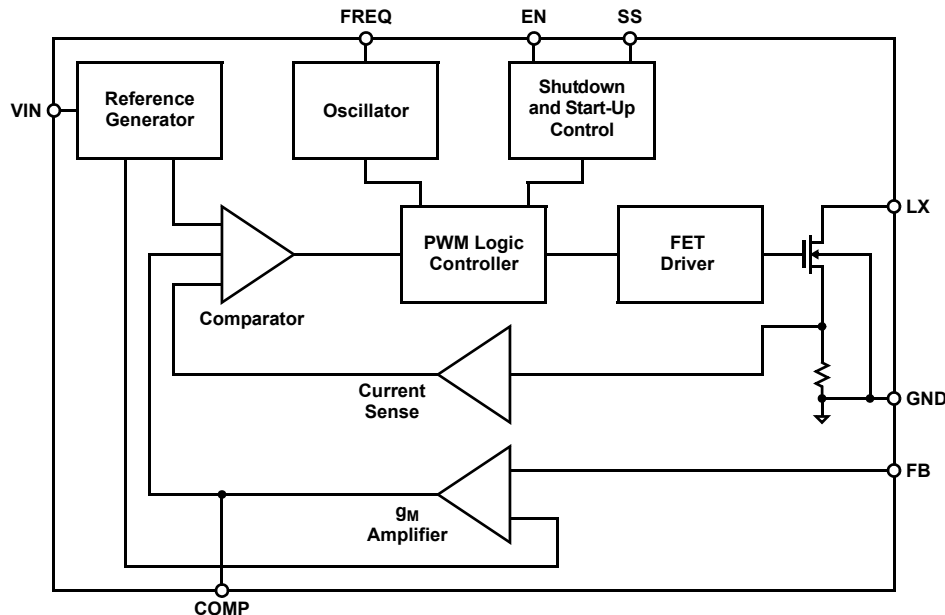 FREQ
EN
SS
VIN
Reference
Generator
Oscillator
Shutdown
and Start-Up
Control
LX
PWM Logic
Controller
FET
Driver
Comparator
Current
Sense
GND
FB
gM
Amplifier
COMP